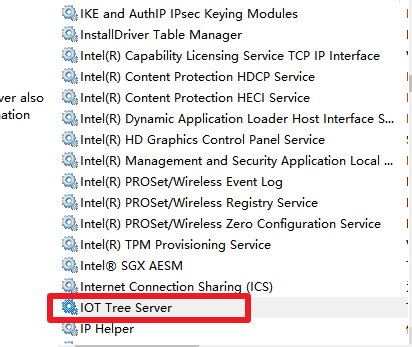 IKE and AuthIP IPsec Keying Modules
InstallDriver Table Manager
Intel(R) Capability Licensing Service TCP IP Interface
Intel(R) Content Protection HDCP Service
ver also
Intel(R) Content Protection HECI Service
nation
Intel(R) Dynamic Application Loader Host Interface S...
Intel(R) HD Graphics Control Panel Service
Intel(R) Management and Security Application Local ...
Intel(R) PROSet/Wireless Event Log
Intel(R) PROSet/Wireless Registry Service
Intel(R) PROSet/Wireless Zero Configuration Service
Intel(R) TPM Provisioning Service
Intel® SGX AESM
Internet Connection Sharing (ICS)
IOT Tree Server
IP Helper